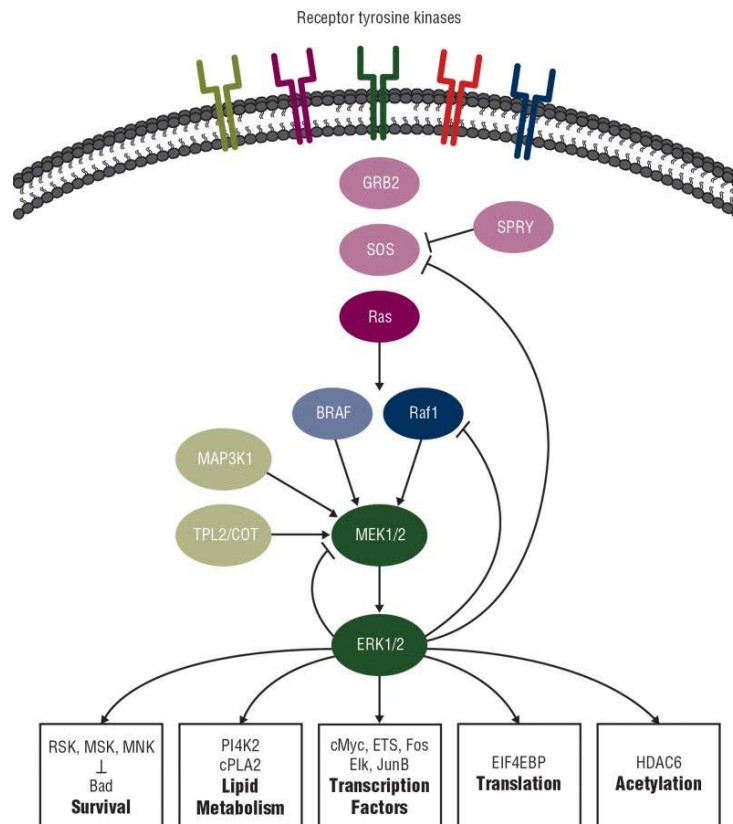 Receptor tyrosine kinases
GRB2
SOS
SPRY
Ras
BRAF
Raf1
MAP3K1
TPL2/COT
MEK1/2
ERK1/2
RSK, MSK, MNK
⊥
Bad
Survival
PI4K2
cPLA2
Lipid
Metabolism
cMyc, ETS, Fos
Elk, JunB
Transcription
Factors
EIF4EBP
Translation
HDAC6
Acetylation